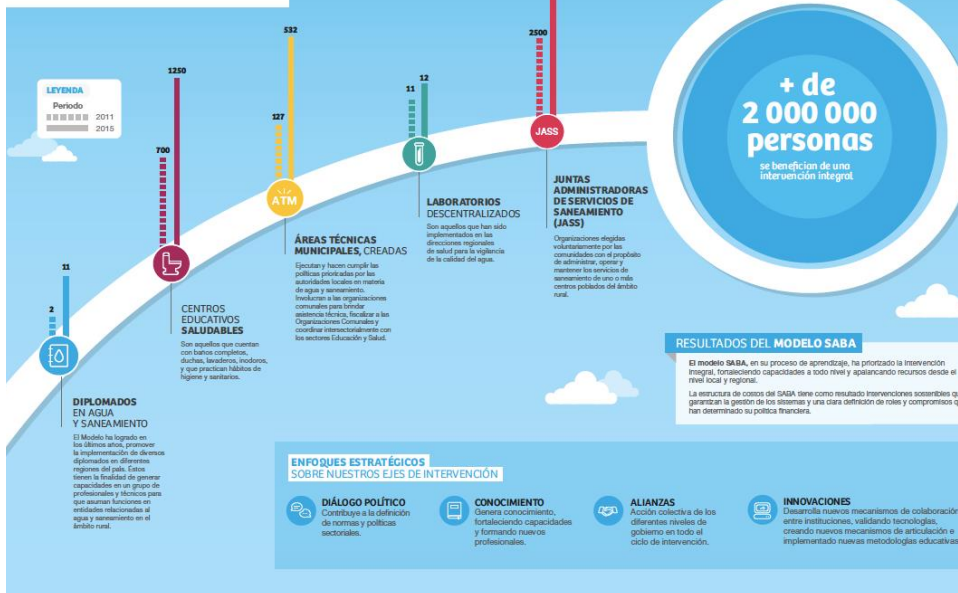 LEYENDA
Periodo
2011
2015
2
11
DIPLOMADOS
EN AGUA
Y SANEAMIENTO
El Modelo ha logrado en
los últimos años, promover
la implementación de diversos
diplomados en diferentes
regiones del país. Estos
tienen la finalidad de generar
capacidades en un grupo de
profesionales y técnicos para
que asuman funciones en
entidades relacionadas al
agua y saneamiento en el
ámbito rural.
700
1250
CENTROS
EDUCATIVOS
SALUDABLES
Son aquellos que cuentan
con baños completos,
duchas, lavaderos, inodoros,
y que practican hábitos de
higiene y sanitarios.
127
532
ATM
ÁREAS TÉCNICAS
MUNICIPALES, CREADAS
Ejecutan y hacen cumplir las
políticas priorizadas por las
autoridades locales en materia
de agua y saneamiento.
Involucran a las organizaciones
comunales para brindar
asistencia técnica, fiscalizar a las
Organizaciones Comunales y
coordinar intersectorialmente con
los sectores Educación y Salud.
11
12
LABORATORIOS
DESCENTRALIZADOS
Son aquellos que han sido
implementados en las
direcciones regionales
de salud para la vigilancia
de la calidad del agua.
2500
JASS
JUNTAS
ADMINISTRADORAS
DE SERVICIOS DE
SANEAMIENTO
(JASS)
Organizaciones elegidas
voluntariamente por las
comunidades con el propósito
de administrar, operar y
mantener los servicios de
saneamiento de uno o más
centros poblados del ámbito
rural.
+ de
2 000 000
personas
se benefician de una
intervención integral
RESULTADOS DEL MODELO SABA
El modelo SABA, en su proceso de aprendizaje, ha priorizado la intervención
integral, fortaleciendo capacidades a todo nivel y apalancando recursos desde el
nivel local y regional.
La estructura de costos del SABA tiene como resultado intervenciones sostenibles qu
garantizan la gestión de los sistemas y una clara definición de roles y compromisos q
han determinado su política financiera.
ENFOQUES ESTRATÉGICOS
SOBRE NUESTROS EJES DE INTERVENCIÓN
DIÁLOGO POLÍTICO
Contribuye a la definición
de normas y políticas
sectoriales.
CONOCIMIENTO
Genera conocimiento,
fortaleciendo capacidades
y formando nuevos
profesionales.
ALIANZAS
Acción colectiva de los
diferentes niveles de
gobierno en todo el
ciclo de intervención.
INNOVACIONES
Desarrolla nuevos mecanismos de colaboración
entre instituciones, validando tecnologías,
creando nuevos mecanismos de articulación e
implementado nuevas metodologías educativas